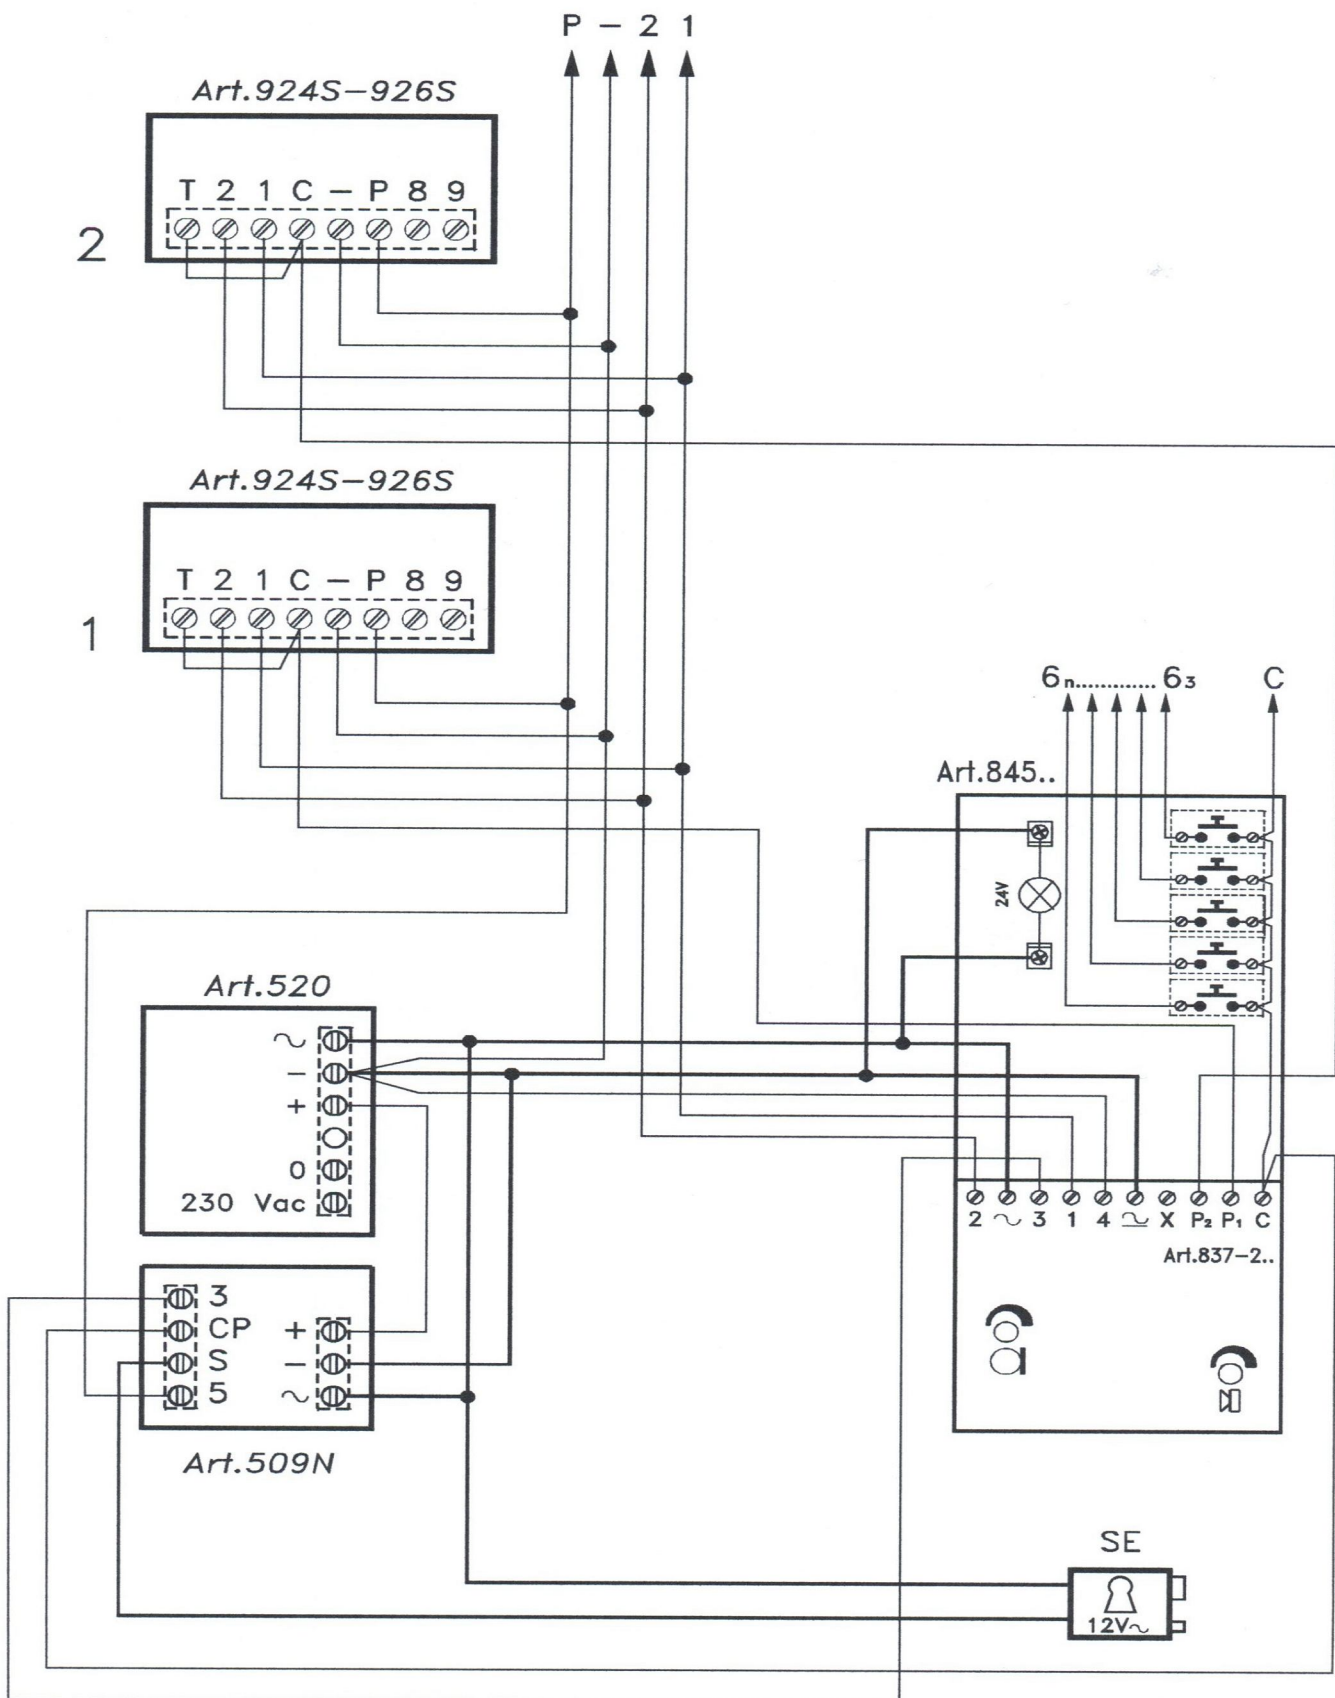 P – 2 1
Art.924S–926S
T 2 1 C – P 8 9
2
Art.924S–926S
T 2 1 C – P 8 9
1
6n............. 63 C
Art.845..
24V
Art.520
~
–
+
0
230 Vac
2 ~ 3 1 4 ≃ X P2 P1 C
Art.837-2..
3
CP +
S –
5 ~
Art.509N
SE
12V~